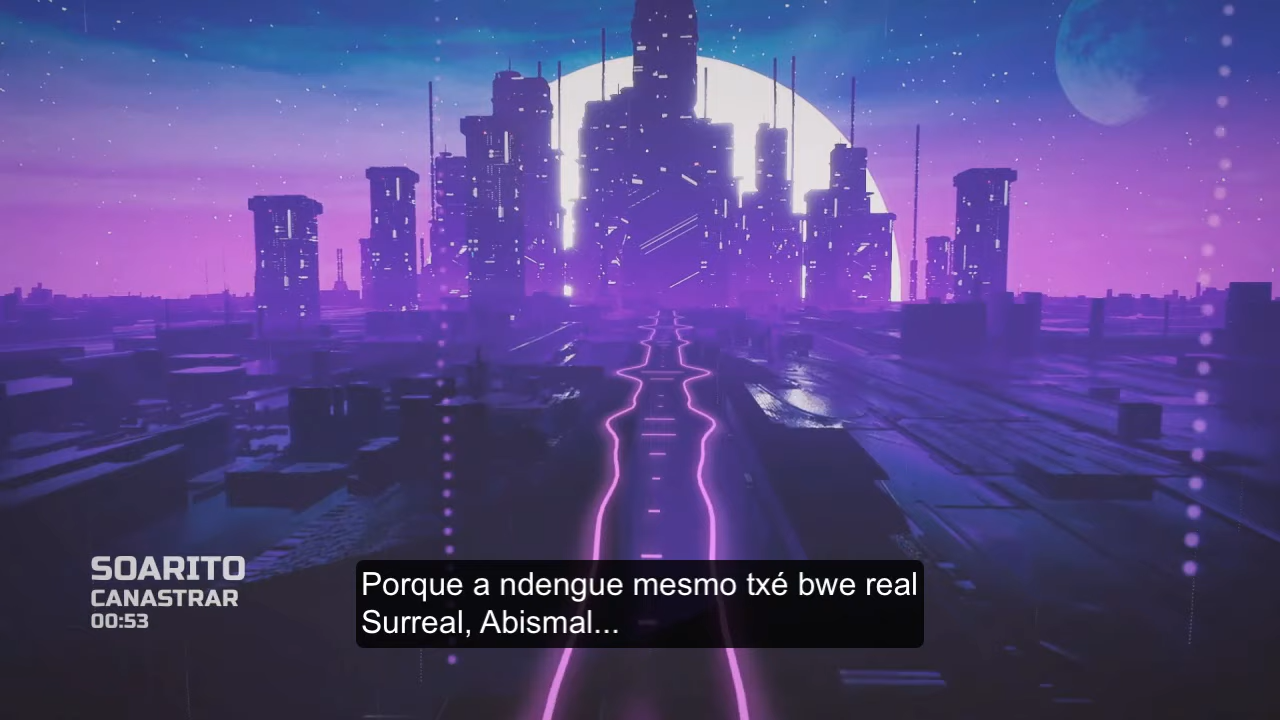 SOARITO
CANASTRAR
00:53
Porque a ndengue mesmo txé bwe real
Surreal, Abismal...